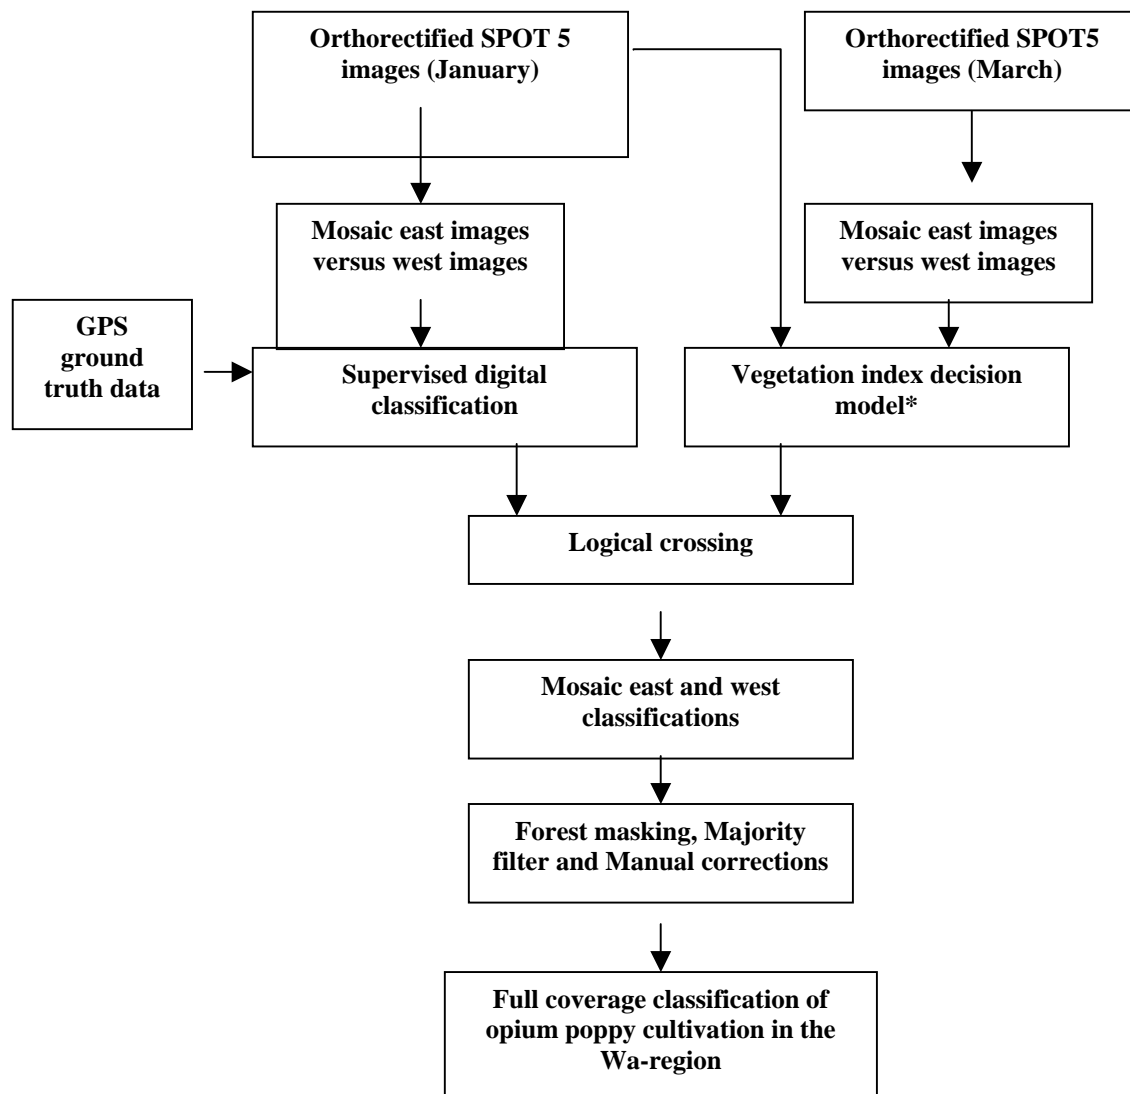 Orthorectified SPOT 5
images (January)
Orthorectified SPOT5
images (March)
Mosaic east images
versus west images
Mosaic east images
versus west images
GPS
ground
truth data
Supervised digital
classification
Vegetation index decision
model*
Logical crossing
Mosaic east and west
classifications
Forest masking, Majority
filter and Manual corrections
Full coverage classification of
opium poppy cultivation in the
Wa-region